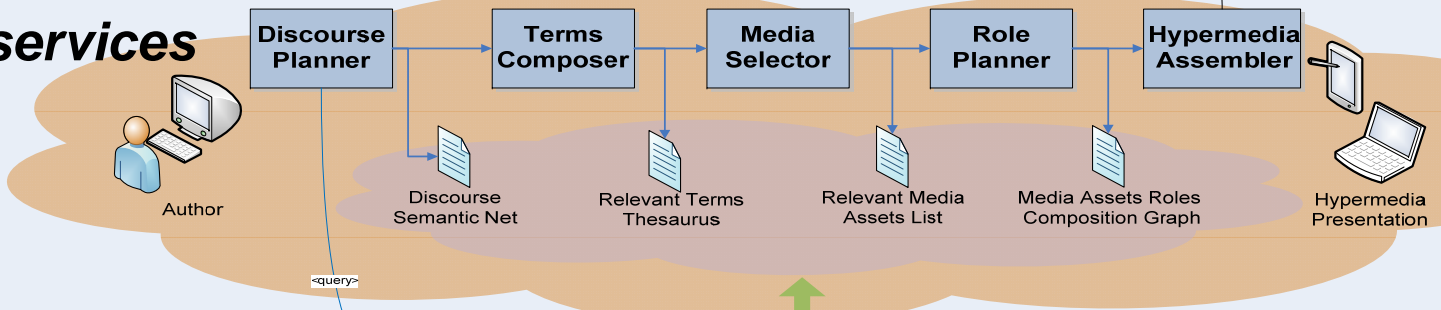 services
Discourse
Planner
Terms
Composer
Media
Selector
Role
Planner
Hypermedia
Assembler
Author
Discourse
Semantic Net
Relevant Terms
Thesaurus
Relevant Media
Assets List
Media Assets Roles
Composition Graph
Hypermedia
Presentation
<query>